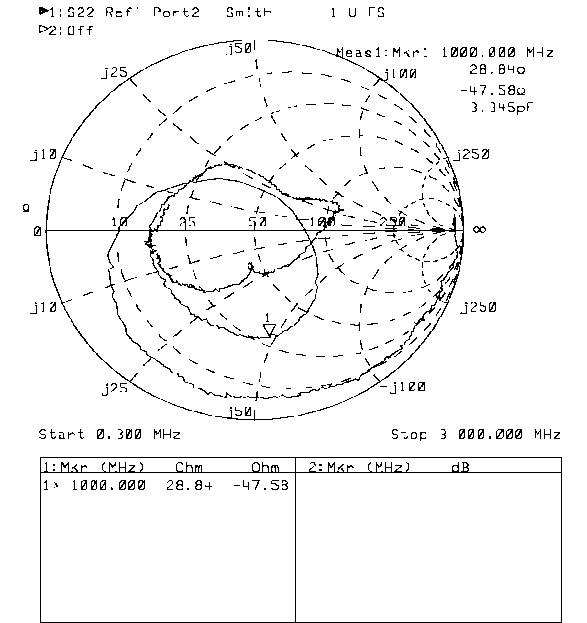 ▶1:S22 Refl Port2 Smith 1 U FS
▷2:Off
Meas1:Mkr1 1000.000 MHz
28.84Ω
-47.58Ω
3.345pF
j50
j25
j100
j10
j250
Ω
0
10
25
50
100
250
∞
j10
j250
1
j25
-j100
j50
Start 0.300 MHz
Stop 3 000.000 MHz
1:Mkr (MHz) Ohm Ohm
2:Mkr (MHz) dB
1> 1000.000 28.84 -47.58